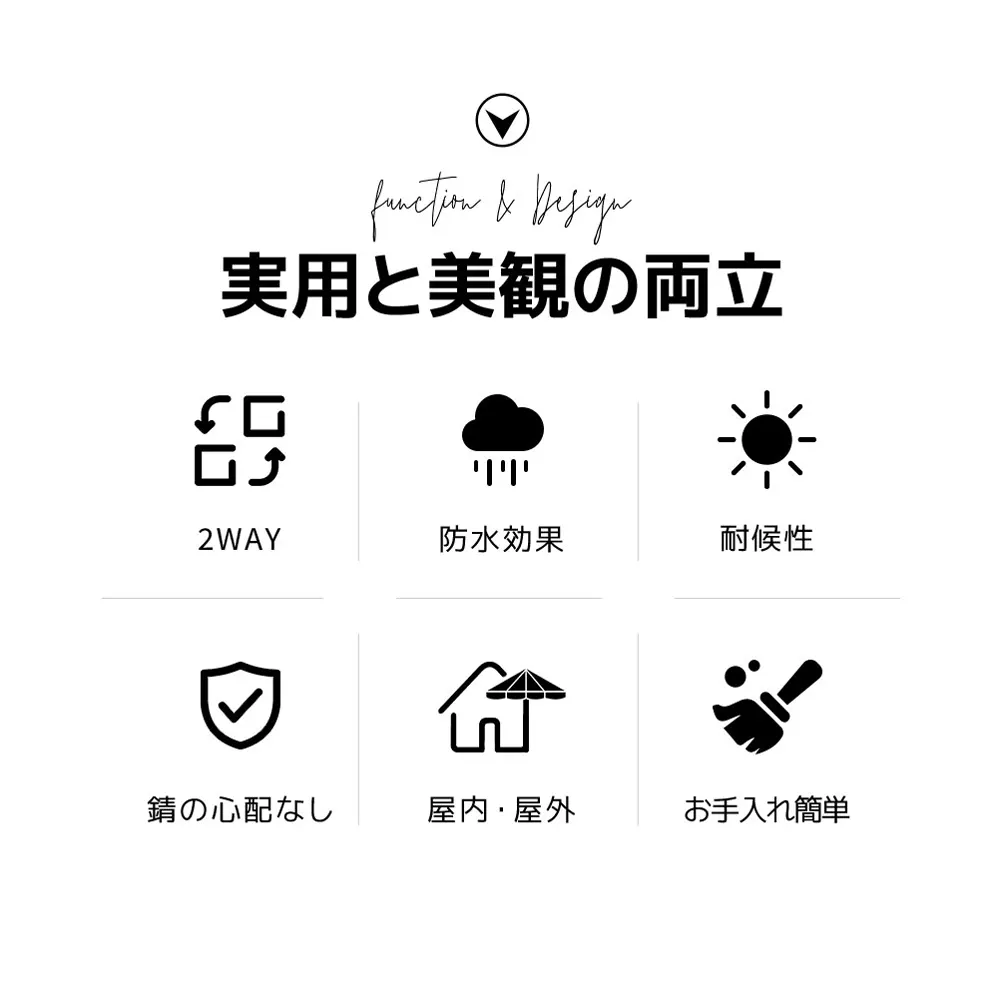 function & Design
実用と美観の両立
2WAY
防水効果
耐候性
錆の心配なし
屋内・屋外
お手入れ簡単